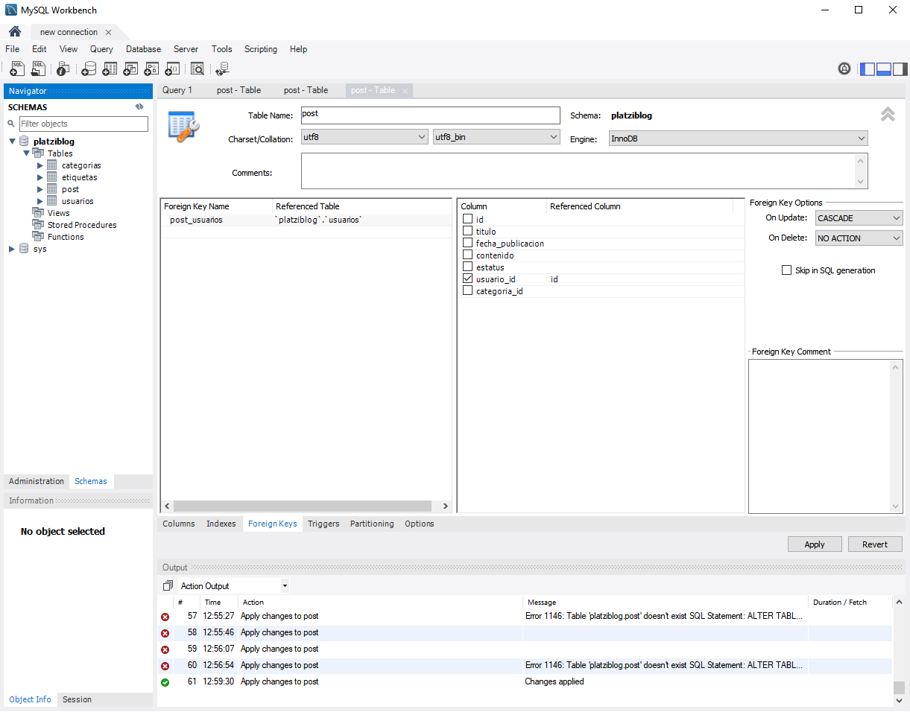 MySQL Workbench
new connection
File Edit View Query Database Server Tools Scripting Help
Navigator
SCHEMAS
Filter objects
platziblog
Tables
categorias
etiquetas
post
usuarios
Views
Stored Procedures
Functions
sys
Administration Schemas
Information
No object selected
Object Info Session
Query 1 post - Table post - Table post - Table
Table Name: post Schema: platziblog
Charset/Collation: utf8 utf8_bin Engine: InnoDB
Comments:
Foreign Key Name Referenced Table
post_usuarios `platziblog`.`usuarios`
Column Referenced Column
id
titulo
fecha_publicacion
contenido
estatus
usuario_id id
categoria_id
Foreign Key Options
On Update: CASCADE
On Delete: NO ACTION
Skip in SQL generation
Foreign Key Comment
Columns Indexes Foreign Keys Triggers Partitioning Options
Apply Revert
Output
Action Output
# Time Action Message Duration / Fetch
57 12:55:27 Apply changes to post Error 1146: Table 'platziblog.post' doesn't exist SQL Statement: ALTER TABL...
58 12:55:46 Apply changes to post
59 12:56:07 Apply changes to post
60 12:56:54 Apply changes to post Error 1146: Table 'platziblog.post' doesn't exist SQL Statement: ALTER TABL...
61 12:59:30 Apply changes to post Changes applied